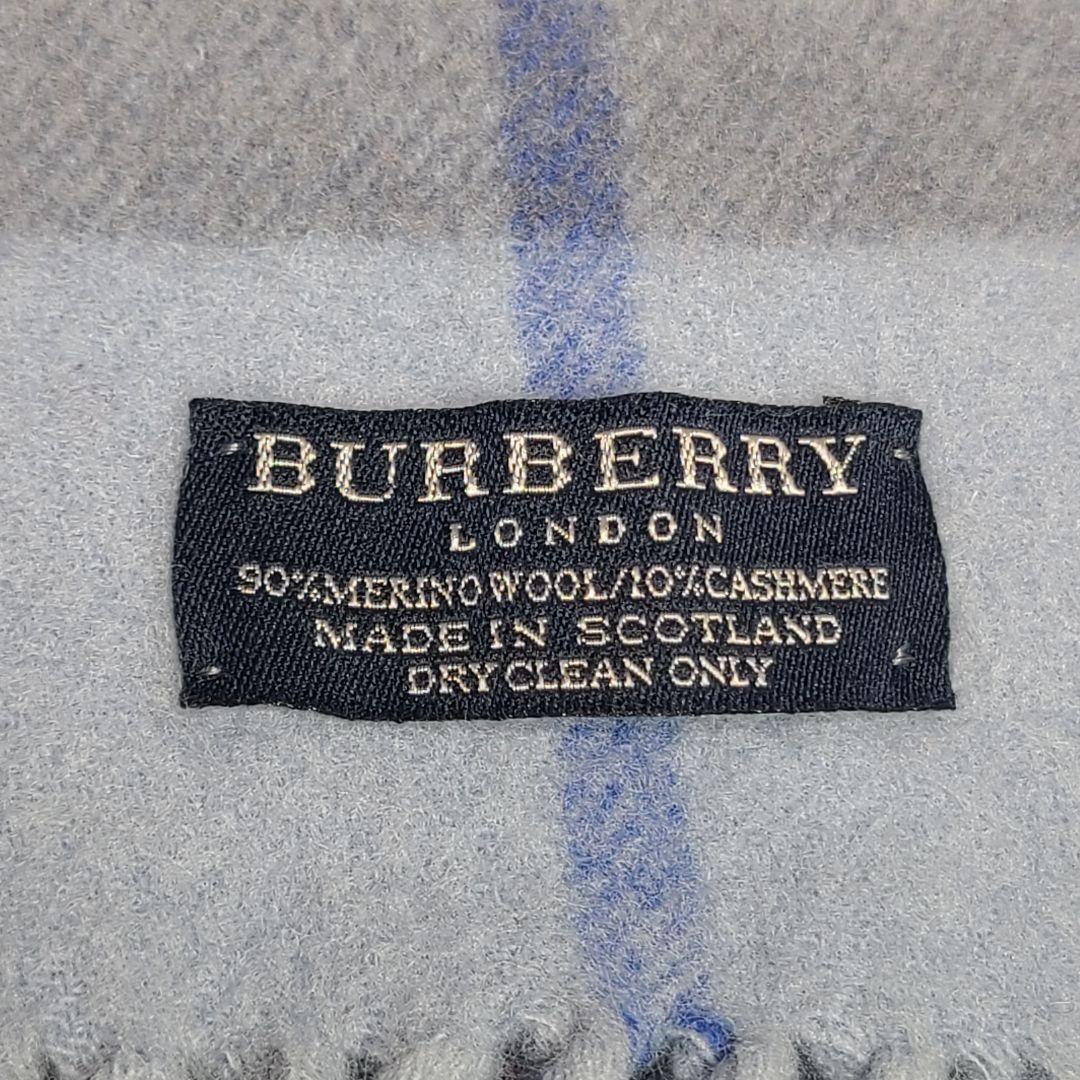 BURBERRY
LONDON
90% MERINO WOOL/10% CASHMERE
MADE IN SCOTLAND
DRY CLEAN ONLY